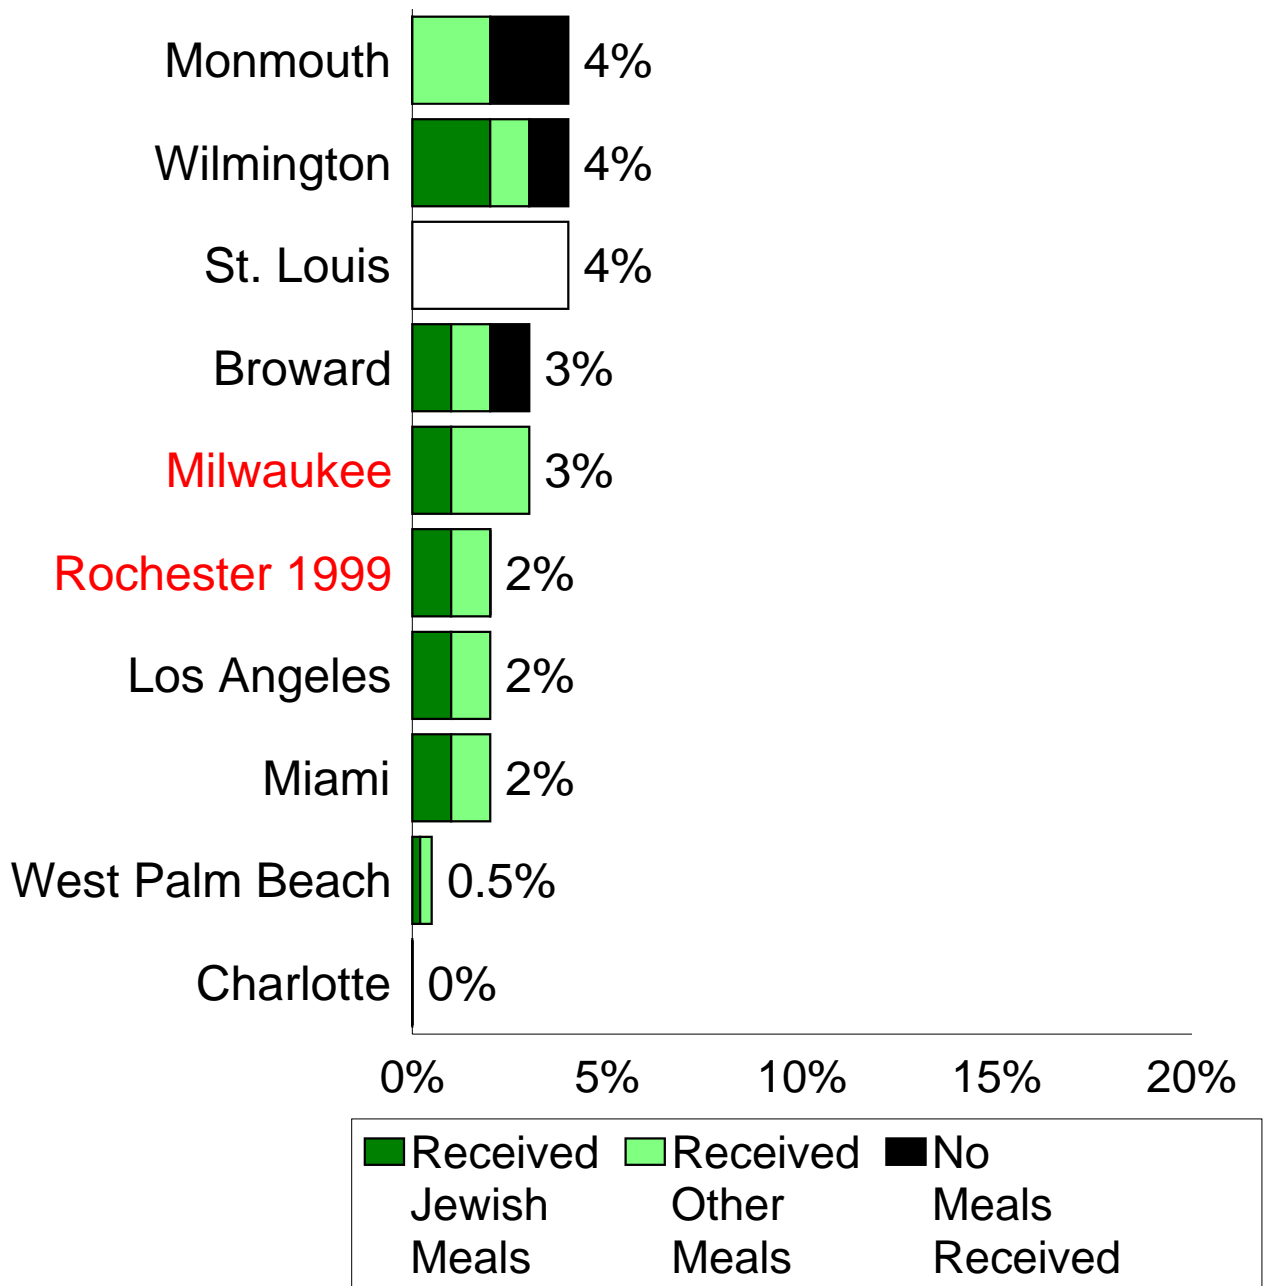 Monmouth 4%
Wilmington 4%
St. Louis 4%
Broward 3%
Milwaukee 3%
Rochester 1999 2%
Los Angeles 2%
Miami 2%
West Palm Beach 0.5%
Charlotte 0%
0% 5% 10% 15% 20%
Received Received No
Jewish Other Meals
Meals Meals Received